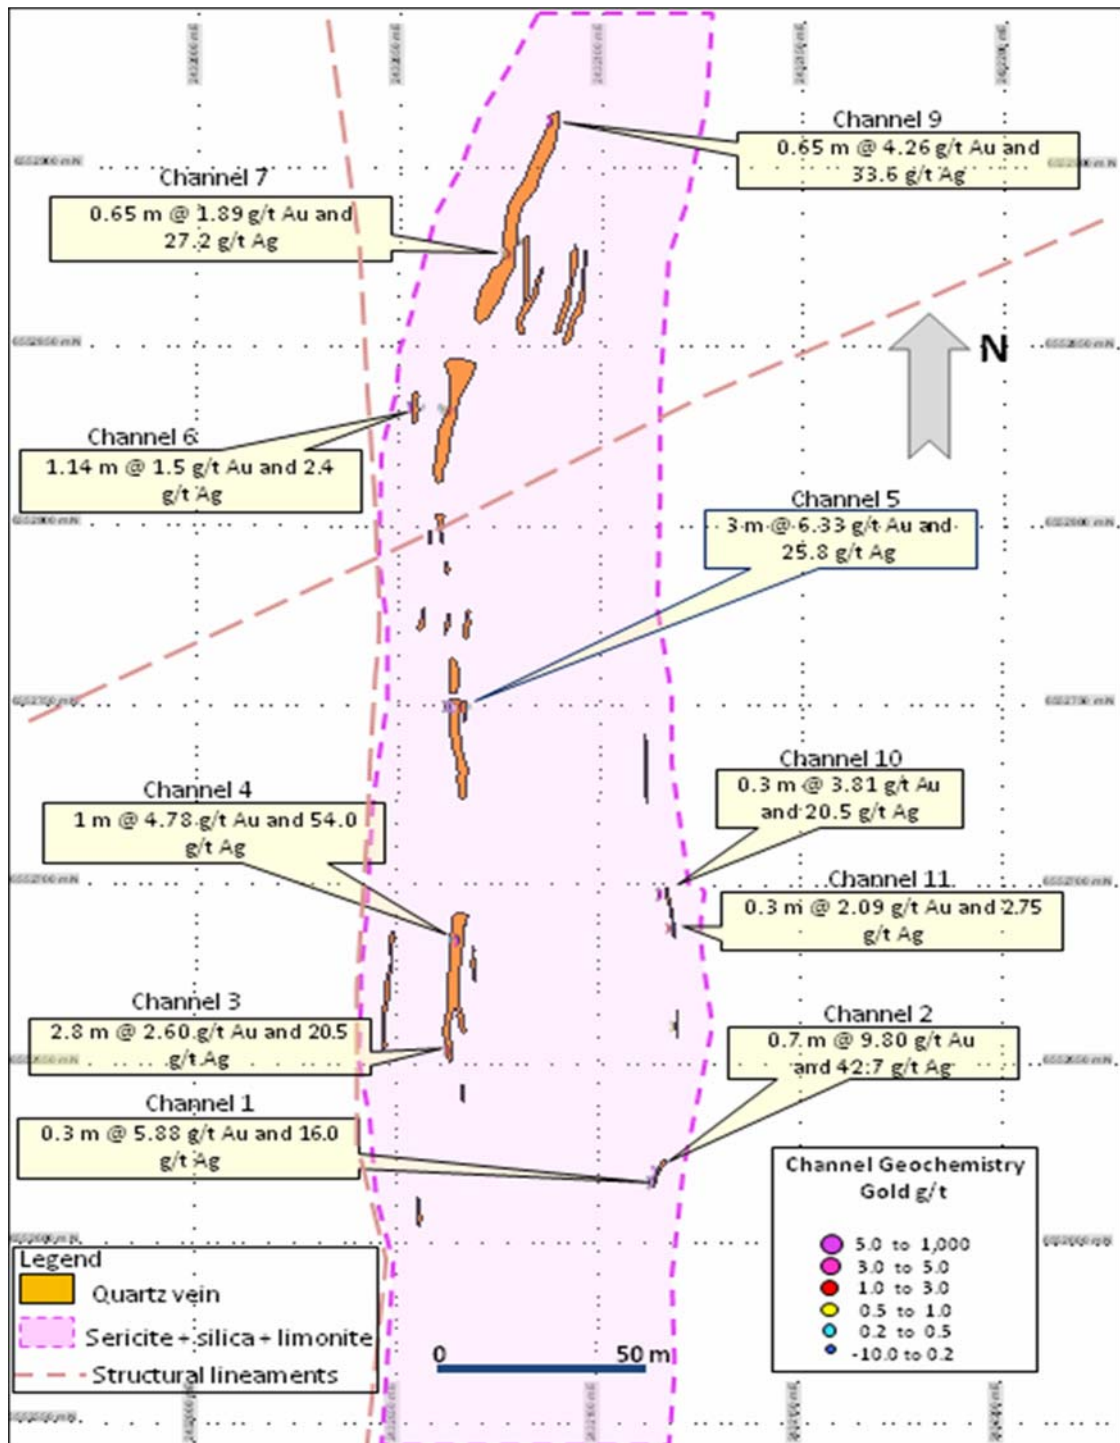 Channel 9
0.65 m @ 4.26 g/t Au and
33.6 g/t Ag
Channel 7
0.65 m @ 1.89 g/t Au and
27.2 g/t Ag
N
Channel 6
1.14 m @ 1.5 g/t Au and 2.4
g/t Ag
Channel 5
3 m @ 6.33 g/t Au and
25.8 g/t Ag
Channel 10
0.3 m @ 3.81 g/t Au
and 20.5 g/t Ag
Channel 4
1 m @ 4.78 g/t Au and 54.0
g/t Ag
Channel 11
0.3 m @ 2.09 g/t Au and 2.75
g/t Ag
Channel 3
2.8 m @ 2.60 g/t Au and 20.5
g/t Ag
Channel 2
0.7 m @ 9.80 g/t Au
and 42.7 g/t Ag
Channel 1
0.3 m @ 5.88 g/t Au and 16.0
g/t Ag
Channel Geochemistry
Gold g/t
5.0 to 1,000
3.0 to 5.0
1.0 to 3.0
0.5 to 1.0
0.2 to 0.5
-10.0 to 0.2
Legend
Quartz vein
Sericite + silica + limonite
Structural lineaments
0 50 m